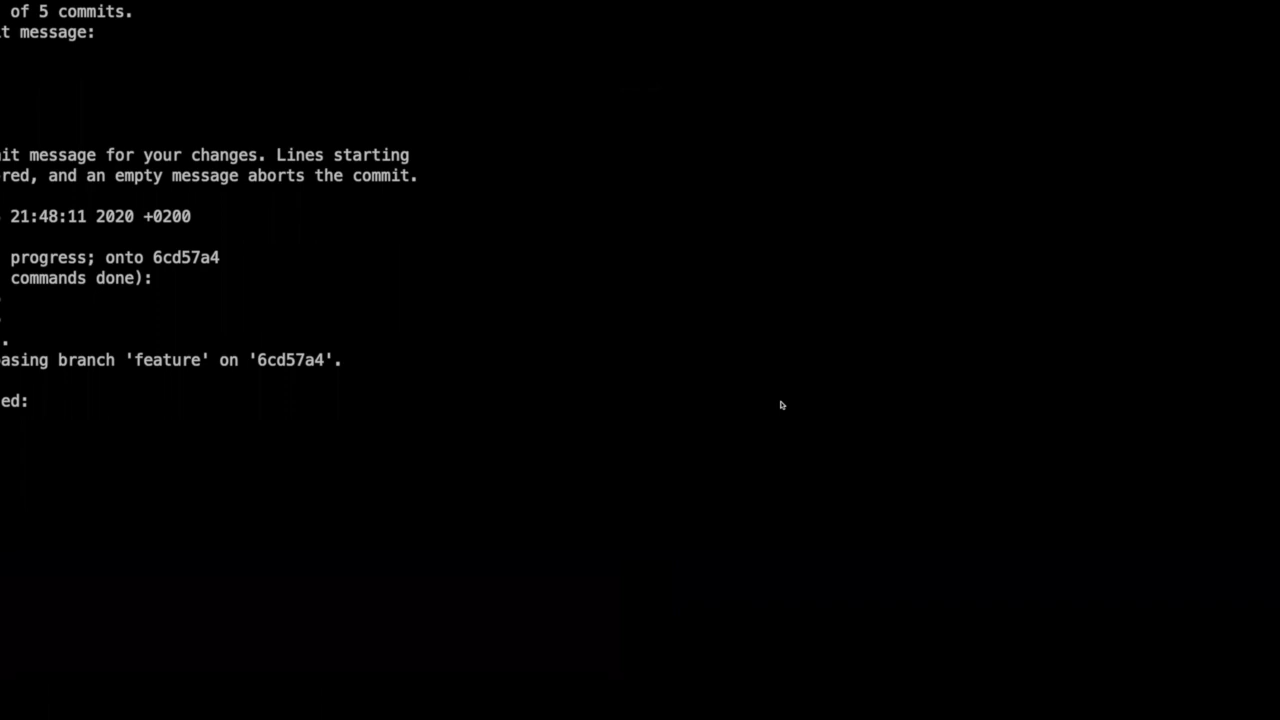 of 5 commits.
t message:
it message for your changes. Lines starting
red, and an empty message aborts the commit.
21:48:11 2020 +0200
progress; onto 6cd57a4
commands done):
.
asing branch 'feature' on '6cd57a4'.
ed: